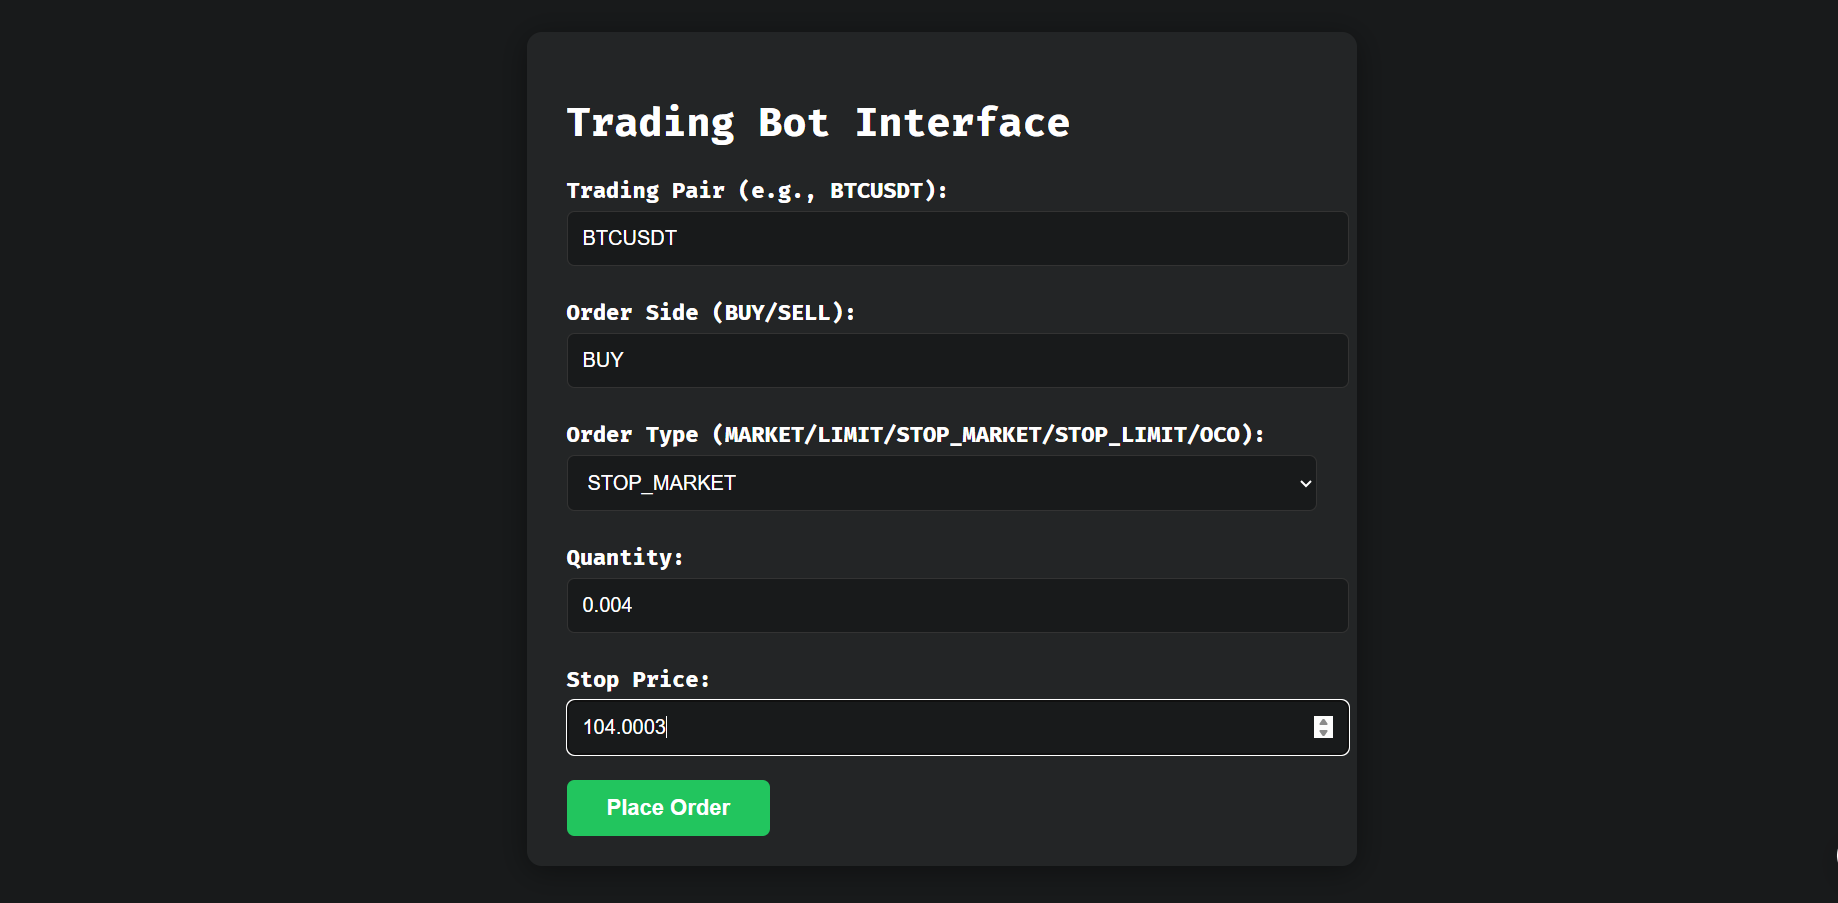 Trading Bot Interface
Trading Pair (e.g., BTCUSDT):
BTCUSDT
Order Side (BUY/SELL):
BUY
Order Type (MARKET/LIMIT/STOP_MARKET/STOP_LIMIT/OCO):
STOP_MARKET
Quantity:
0.004
Stop Price:
104.0003
Place Order